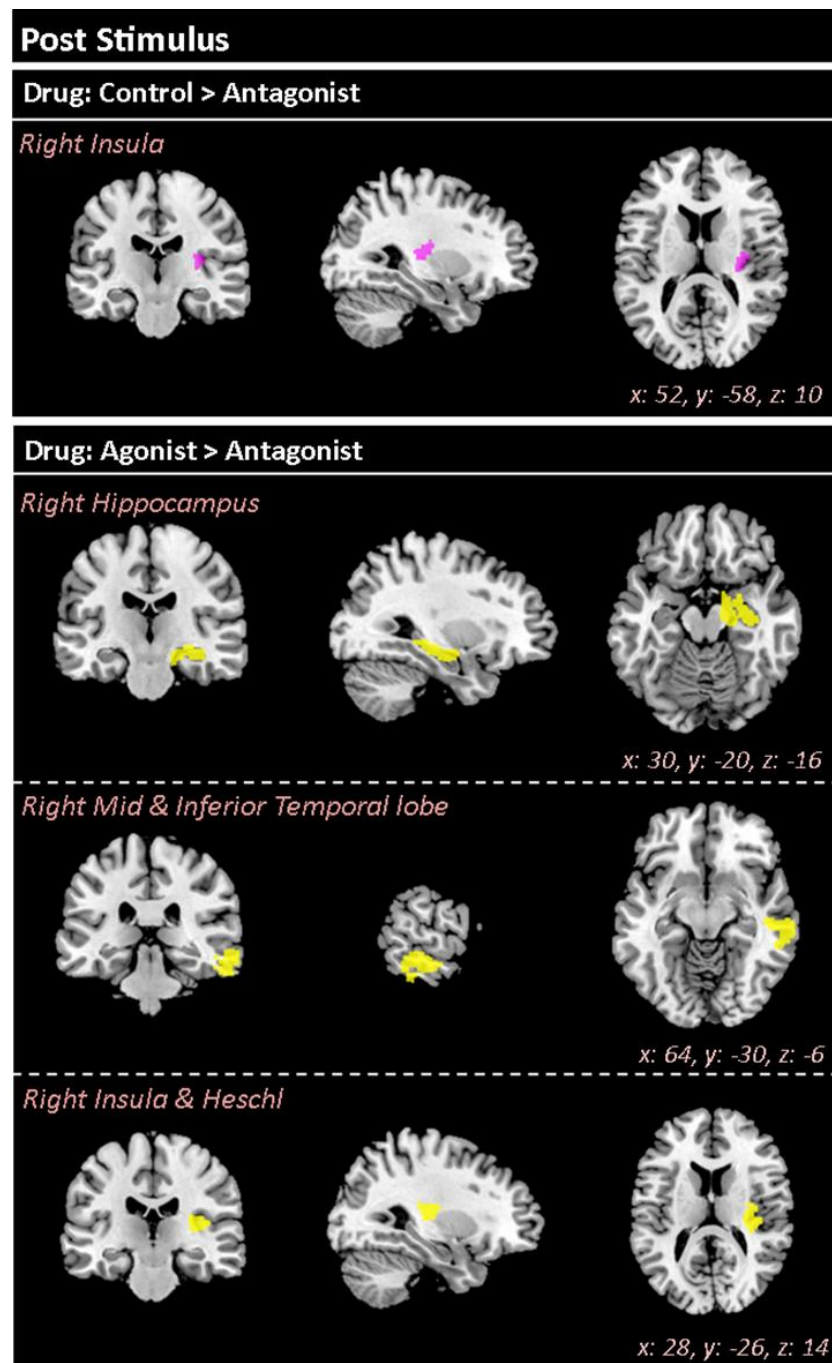 Post Stimulus
Drug: Control > Antagonist
Right Insula
x: 52, y: -58, z: 10
Drug: Agonist > Antagonist
Right Hippocampus
x: 30, y: -20, z: -16
Right Mid & Inferior Temporal lobe
x: 64, y: -30, z: -6
Right Insula & Heschl
x: 28, y: -26, z: 14